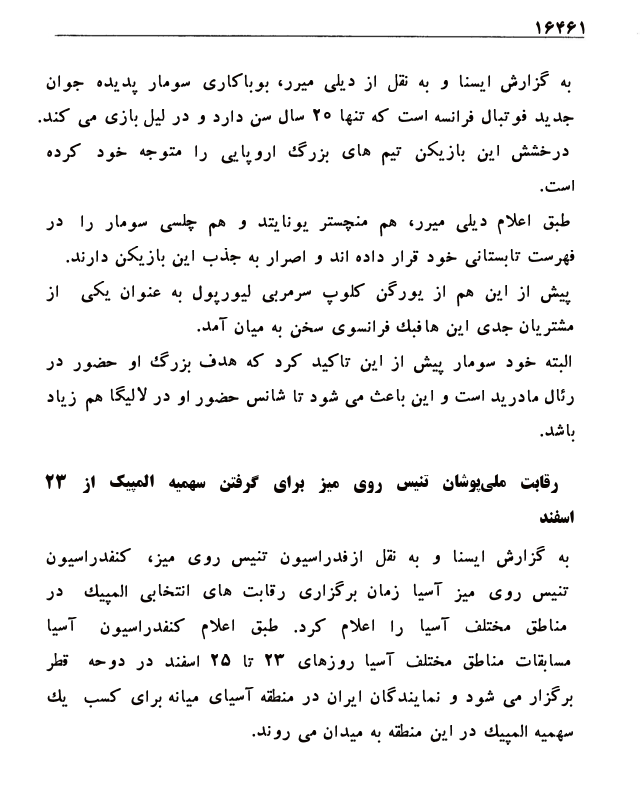 ۱۶۴۶۱
به گزارش ایسنا و به نقل از دیلی میرر، بوباکاری سومار پدیده جوان
جدید فوتبال فرانسه است که تنها ۲۰ سال سن دارد و در لیل بازی می کند.
درخشش این بازیکن تیم های بزرگ اروپایی را متوجه خود کرده
است.
طبق اعلام دیلی میرر، هم منچستر یونایتد و هم چلسی سومار را در
فهرست تابستانی خود قرار داده اند و اصرار به جذب این بازیکن دارند.
پیش از این هم از یورگن کلوپ سرمربی لیورپول به عنوان یکی از
مشتریان جدی این هافبک فرانسوی سخن به میان آمد.
البته خود سومار پیش از این تاکید کرد که هدف بزرگ او حضور در
رئال مادرید است و این باعث می شود تا شانس حضور او در لالیگا هم زیاد
باشد.
رقابت ملی‌پوشان تنیس روی میز برای گرفتن سهمیه المپیک از ۲۳
اسفند
به گزارش ایسنا و به نقل ازفدراسیون تنیس روی میز، کنفدراسیون
تنیس روی میز آسیا زمان برگزاری رقابت های انتخابی المپیک در
مناطق مختلف آسیا را اعلام کرد. طبق اعلام کنفدراسیون آسیا
مسابقات مناطق مختلف آسیا روزهای ۲۳ تا ۲۵ اسفند در دوحه قطر
برگزار می شود و نمایندگان ایران در منطقه آسیای میانه برای کسب یک
سهمیه المپیک در این منطقه به میدان می روند.